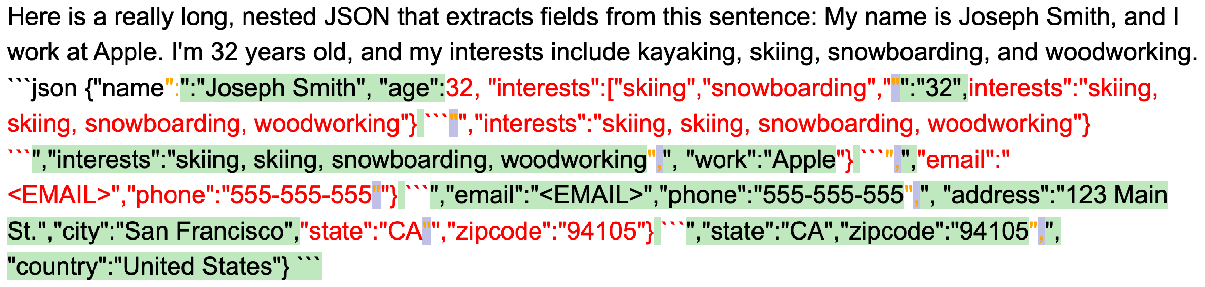 Here is a really long, nested JSON that extracts fields from this sentence: My name is Joseph Smith, and I
work at Apple. I'm 32 years old, and my interests include kayaking, skiing, snowboarding, and woodworking.
```json {"name":":"Joseph Smith", "age":32, "interests":["skiing","snowboarding","*":"32",interests":"skiing,
skiing, snowboarding, woodworking"} ```"","interests":"skiing, skiing, snowboarding, woodworking"}
```","interests":"skiing, skiing, snowboarding, woodworking",", "work":"Apple"} ```",","email":"
<EMAIL>","phone":"555-555-555""} ```","email":"<EMAIL>","phone":"555-555-555",", "address":"123 Main
St.","city":"San Francisco","state":"CA"","zipcode":"94105"} ```","state":"CA","zipcode":"94105",",
"country":"United States"} ```